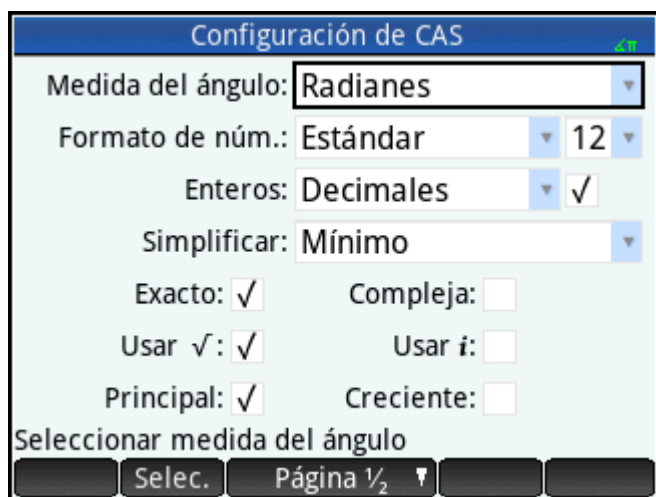 Configuración de CAS
∡π
Medida del ángulo: Radianes
Formato de núm.: Estándar 12
Enteros: Decimales √
Simplificar: Mínimo
Exacto: √ Compleja:
Usar √: √ Usar i:
Principal: √ Creciente:
Seleccionar medida del ángulo
Selec. Página ½